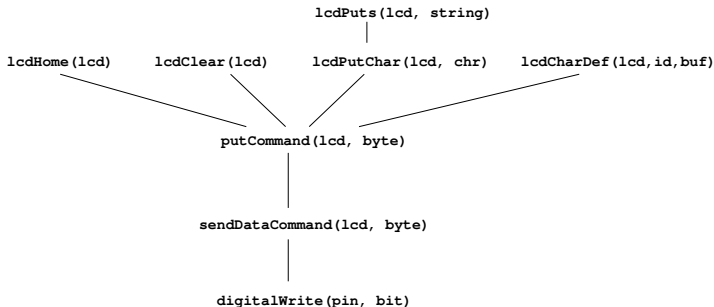 lcdPuts(lcd, string)
lcdHome(lcd) lcdClear(lcd) lcdPutChar(lcd, chr) lcdCharDef(lcd,id,buf)
putCommand(lcd, byte)
sendDataCommand(lcd, byte)
digitalWrite(pin, bit)